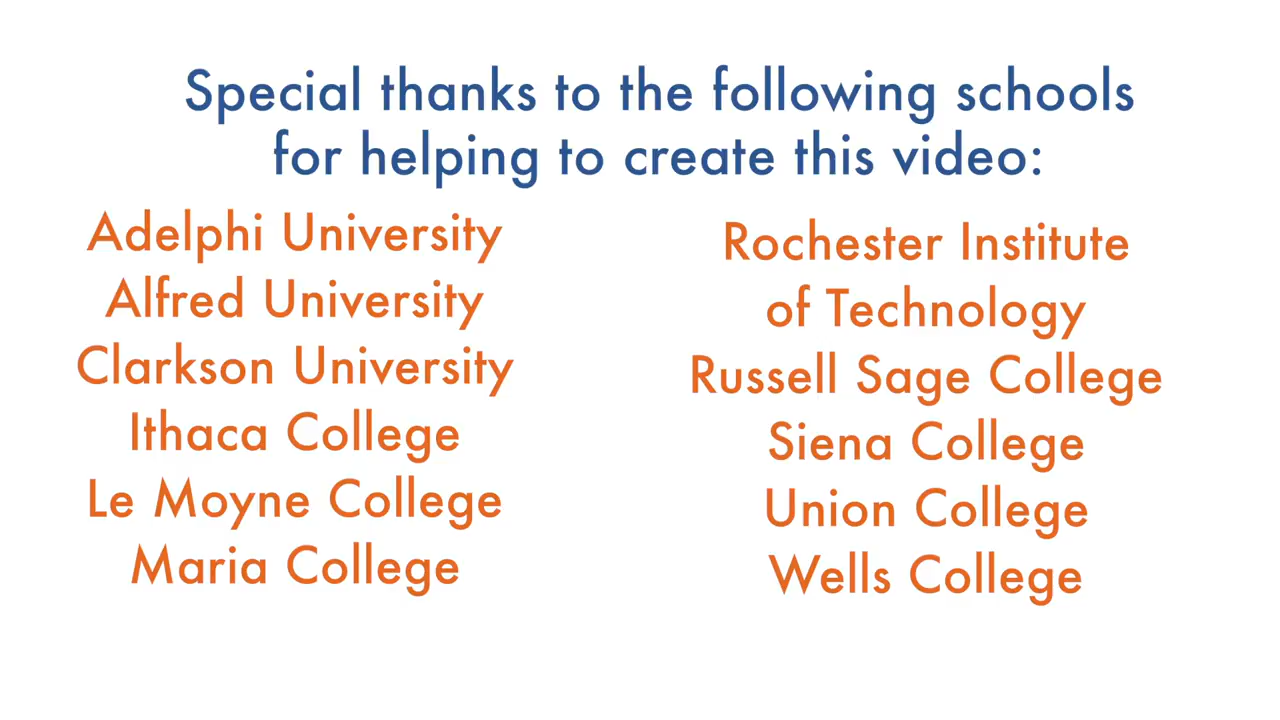 Special thanks to the following schools
for helping to create this video:
Adelphi University
Alfred University
Clarkson University
Ithaca College
Le Moyne College
Maria College
Rochester Institute
of Technology
Russell Sage College
Siena College
Union College
Wells College